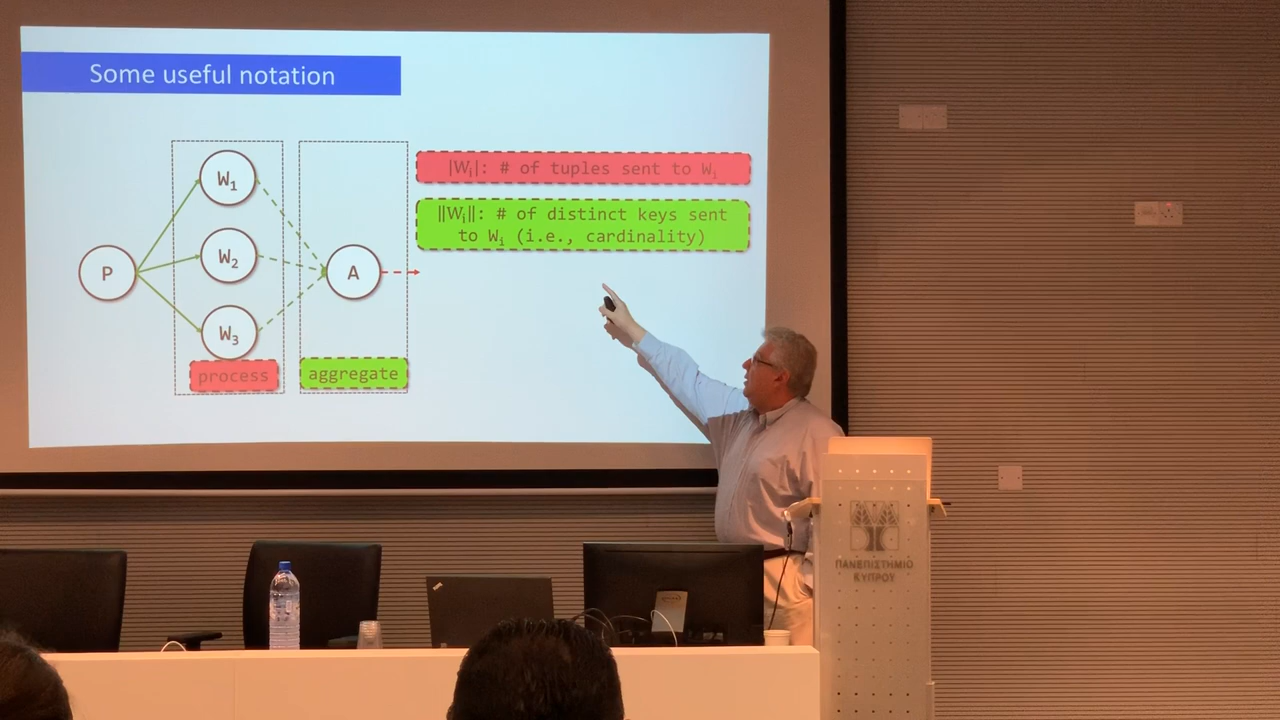 Some useful notation
W1
W2
W3
P
A
process
aggregate
|Wi|: # of tuples sent to Wi
‖Wi‖: # of distinct keys sent
to Wi (i.e., cardinality)
ΠΑΝΕΠΙΣΤΗΜΙΟ
ΚΥΠΡΟΥ